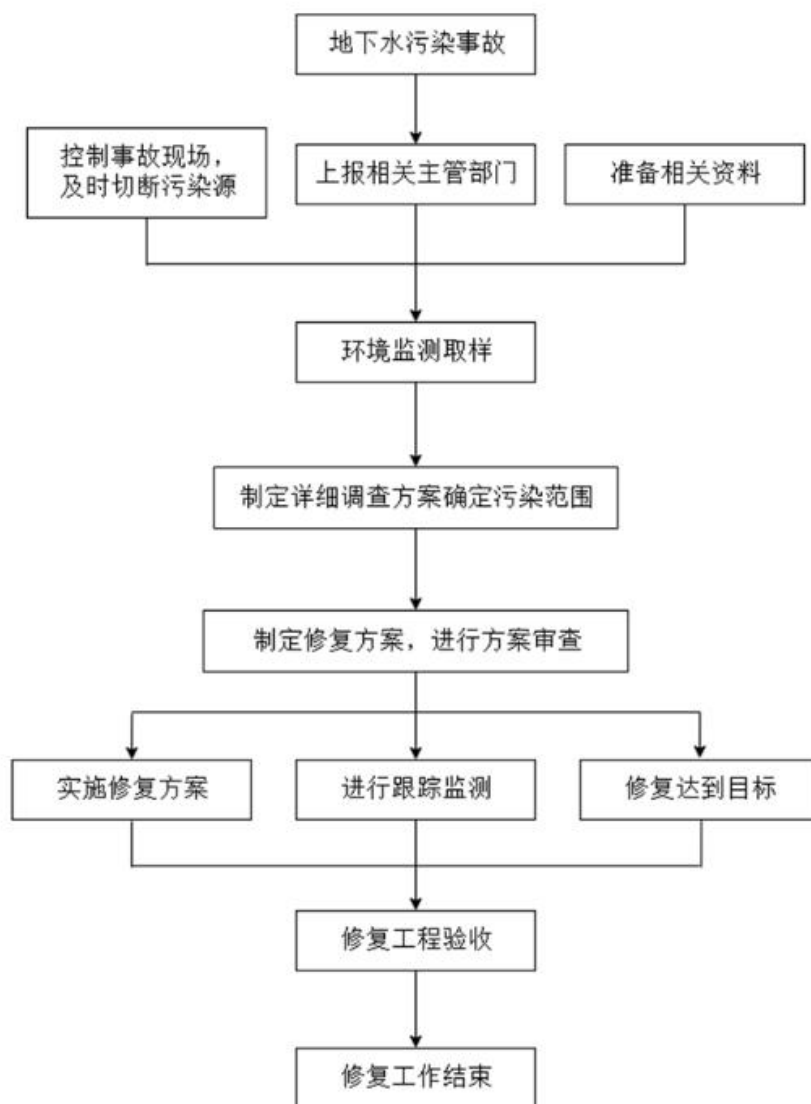 地下水污染事故
控制事故现场，
及时切断污染源
上报相关主管部门
准备相关资料
环境监测取样
制定详细调查方案确定污染范围
制定修复方案，进行方案审查
实施修复方案
进行跟踪监测
修复达到目标
修复工程验收
修复工作结束